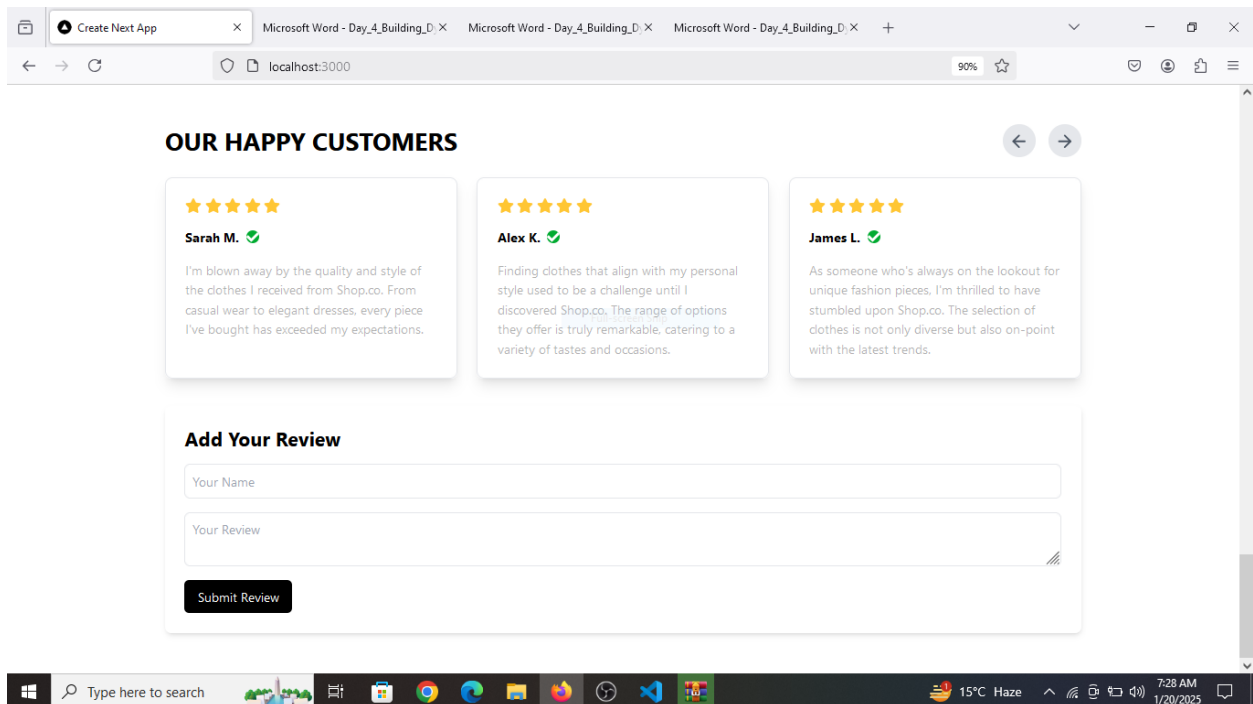 Create Next App
Microsoft Word - Day_4_Building_D
Microsoft Word - Day_4_Building_D
Microsoft Word - Day_4_Building_D
localhost:3000
90%
OUR HAPPY CUSTOMERS
Sarah M.
I'm blown away by the quality and style of
the clothes I received from Shop.co. From
casual wear to elegant dresses, every piece
I've bought has exceeded my expectations.
Alex K.
Finding clothes that align with my personal
style used to be a challenge until I
discovered Shop.co. The range of options
they offer is truly remarkable, catering to a
variety of tastes and occasions.
James L.
As someone who's always on the lookout for
unique fashion pieces, I'm thrilled to have
stumbled upon Shop.co. The selection of
clothes is not only diverse but also on-point
with the latest trends.
Add Your Review
Your Name
Your Review
Submit Review
Type here to search
1
15°C Haze
7:28 AM
1/20/2025